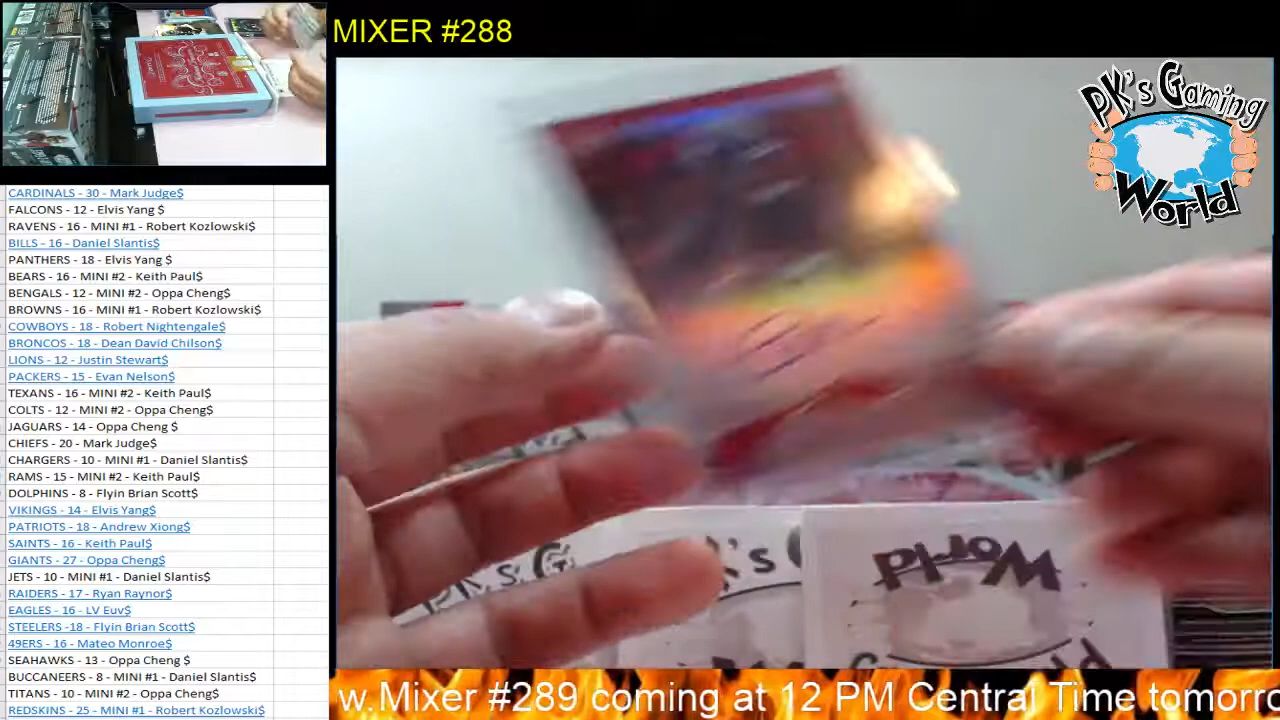 MIXER #288
PK's Gaming
World
CARDINALS - 30 - Mark Judge$
FALCONS - 12 - Elvis Yang $
RAVENS - 16 - MINI #1 - Robert Kozlowski$
BILLS - 16 - Daniel Slantis$
PANTHERS - 18 - Elvis Yang $
BEARS - 16 - MINI #2 - Keith Paul$
BENGALS - 12 - MINI #2 - Oppa Cheng$
BROWNS - 16 - MINI #1 - Robert Kozlowski$
COWBOYS - 18 - Robert Nightengale$
BRONCOS - 18 - Dean David Chilson$
LIONS - 12 - Justin Stewart$
PACKERS - 15 - Evan Nelson$
TEXANS - 16 - MINI #2 - Keith Paul$
COLTS - 12 - MINI #2 - Oppa Cheng$
JAGUARS - 14 - Oppa Cheng $
CHIEFS - 20 - Mark Judge$
CHARGERS - 10 - MINI #1 - Daniel Slantis$
RAMS - 15 - MINI #2 - Keith Paul$
DOLPHINS - 8 - Flyin Brian Scott$
VIKINGS - 14 - Elvis Yang$
PATRIOTS - 18 - Andrew Xiong$
SAINTS - 16 - Keith Paul$
GIANTS - 27 - Oppa Cheng$
JETS - 10 - MINI #1 - Daniel Slantis$
RAIDERS - 17 - Ryan Raynor$
EAGLES - 16 - LV Euv$
STEELERS -18 - Flyin Brian Scott$
49ERS - 16 - Mateo Monroe$
SEAHAWKS - 13 - Oppa Cheng $
BUCCANEERS - 8 - MINI #1 - Daniel Slantis$
TITANS - 10 - MINI #2 - Oppa Cheng$
REDSKINS - 25 - MINI #1 - Robert Kozlowski$
PK's G
's G
World
w.Mixer #289 coming at 12 PM Central Time tomorro